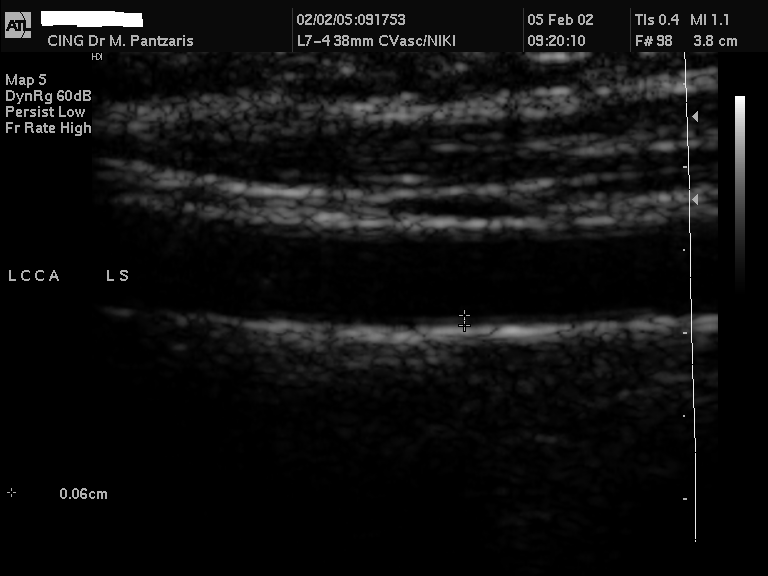 ATL
02/02/05:091753
05 Feb 02
TIs 0.4 MI 1.1
CING Dr M. Pantzaris
L7-4 38mm CVasc/NIKI
09:20:10
F# 98 3.8 cm
HDI
Map 5
DynRg 60dB
Persist Low
Fr Rate High
LCCA LS
0.06cm